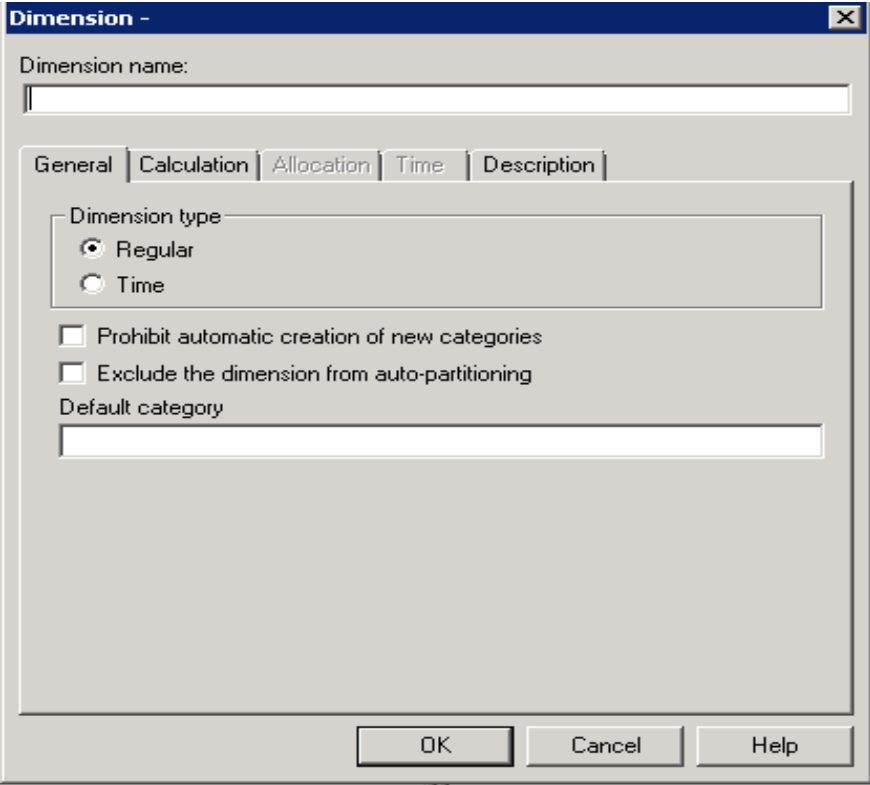 Dimension -
Dimension name:
General Calculation Allocation Time Description
Dimension type
Regular
Time
Prohibit automatic creation of new categories
Exclude the dimension from auto-partitioning
Default category
OK Cancel Help